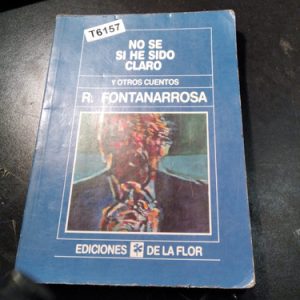 T6157
NO SE
SI HE SIDO
CLARO
Y OTROS CUENTOS
R. FONTANARROSA
EDICIONES DE LA FLOR